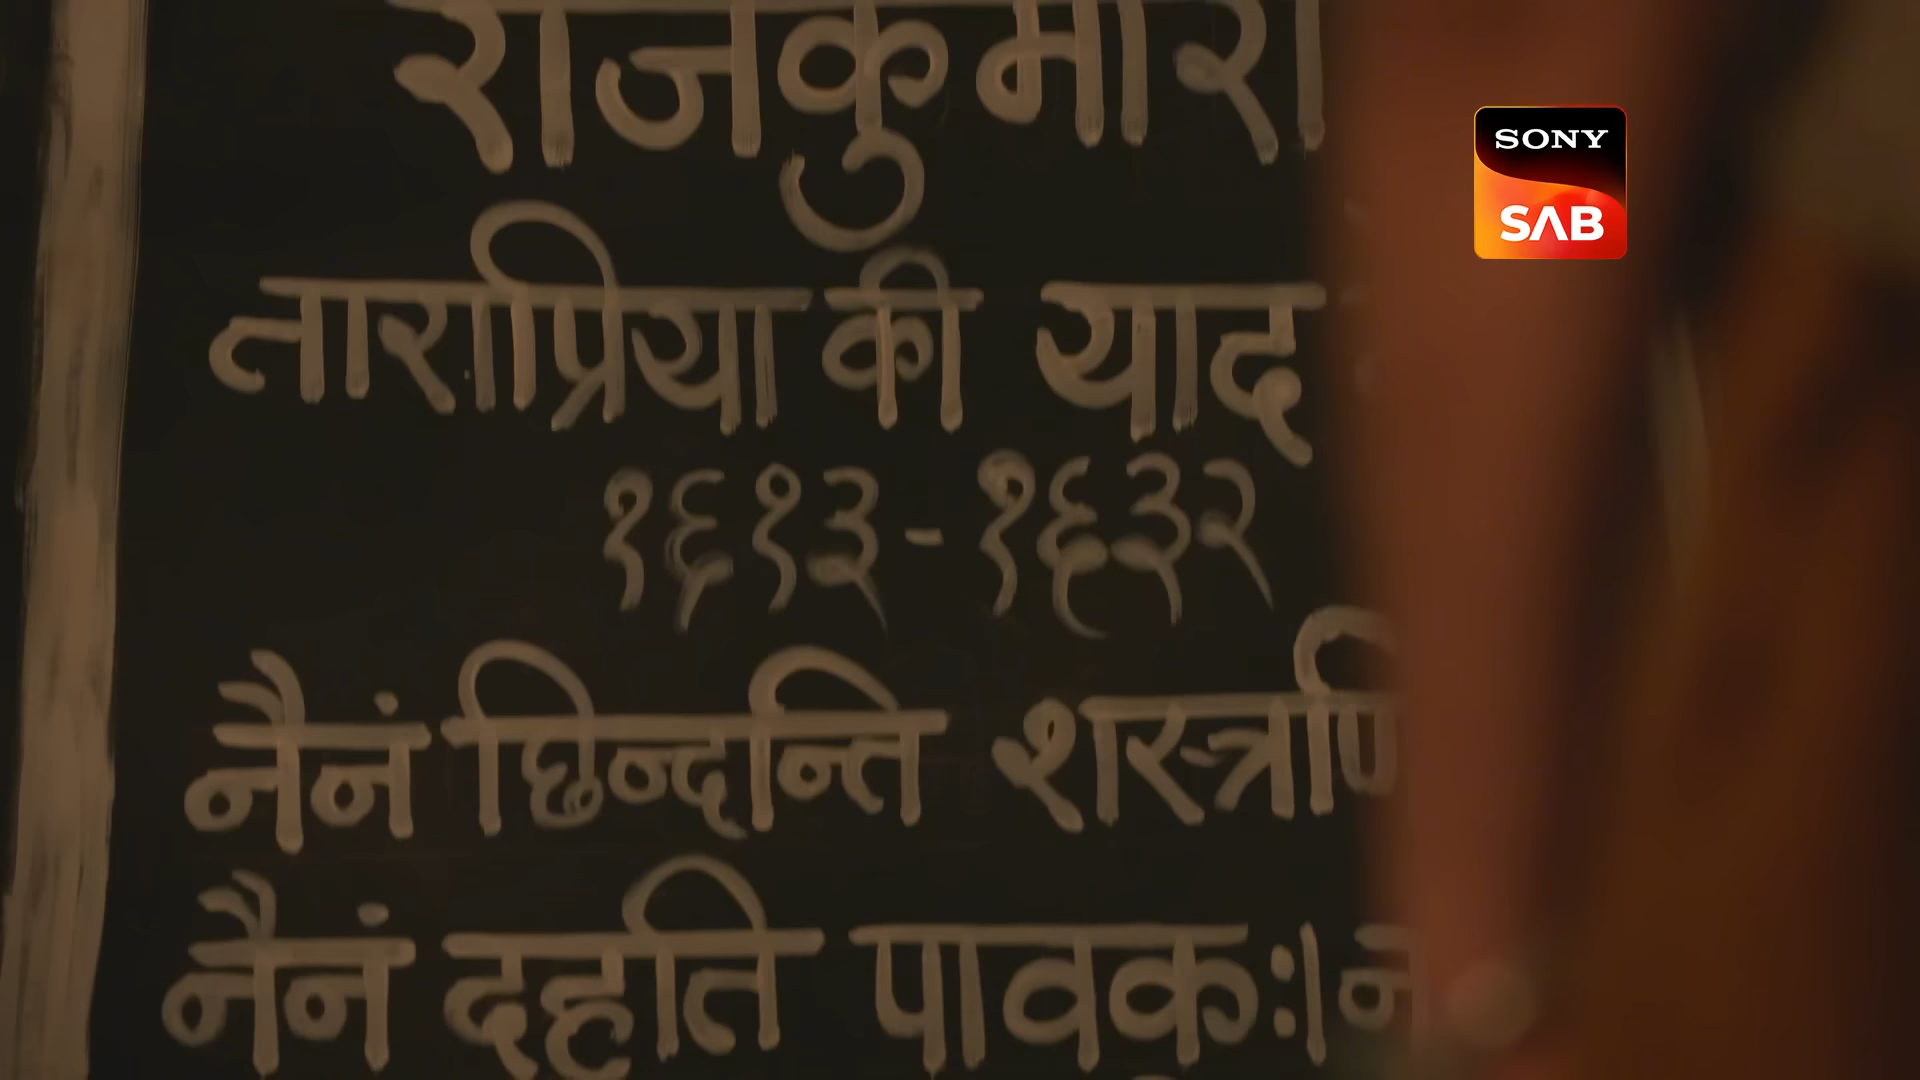 राजकुमारी
ताराप्रिया की याद
१६१३-१६३२
नैनं छिन्दन्ति
नैनं दहति पावकः।
SONY
SAB